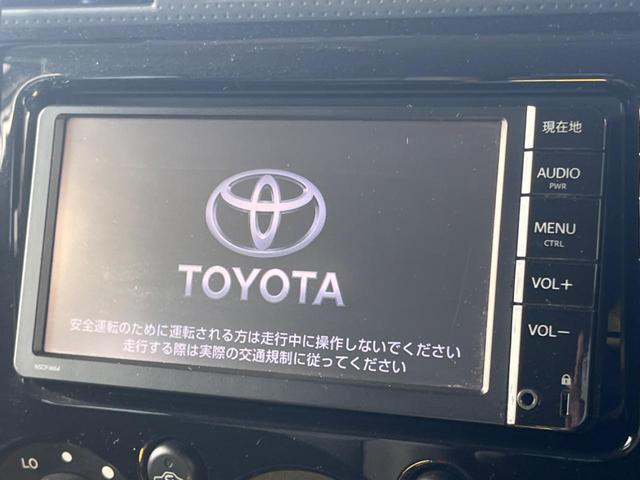 TOYOTA
安全運転のために運転される方は走行中に操作しないでください
走行する際は実際の交通規制に従ってください
NSCP-W64
現在地
AUDIO
PWR
MENU
CTRL
VOL+
VOL−
LO